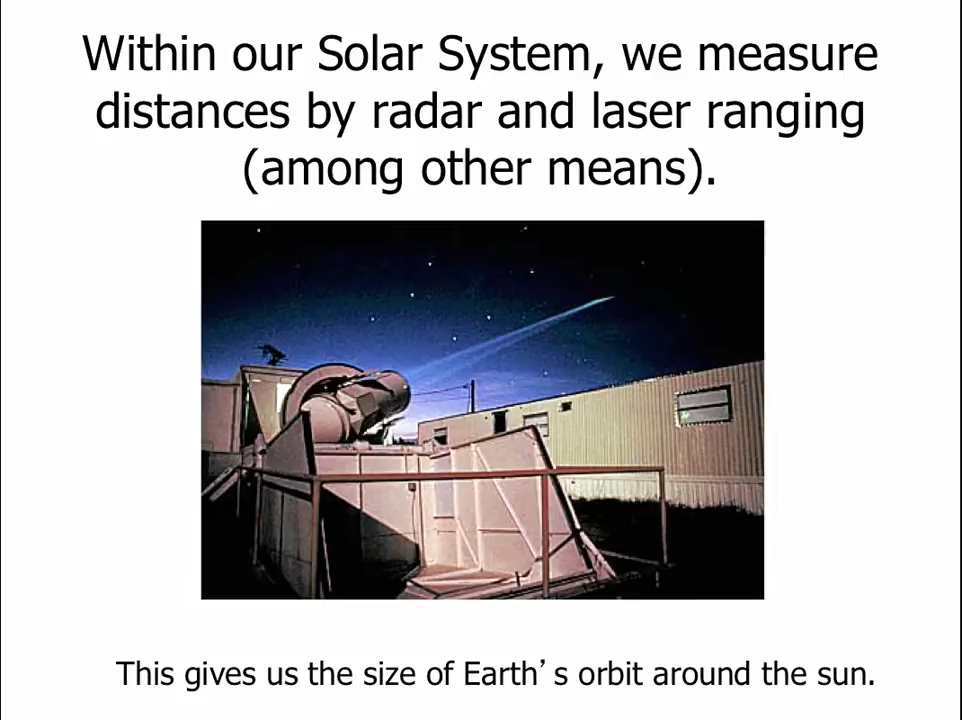 Within our Solar System, we measure
distances by radar and laser ranging
(among other means).
This gives us the size of Earth’s orbit around the sun.